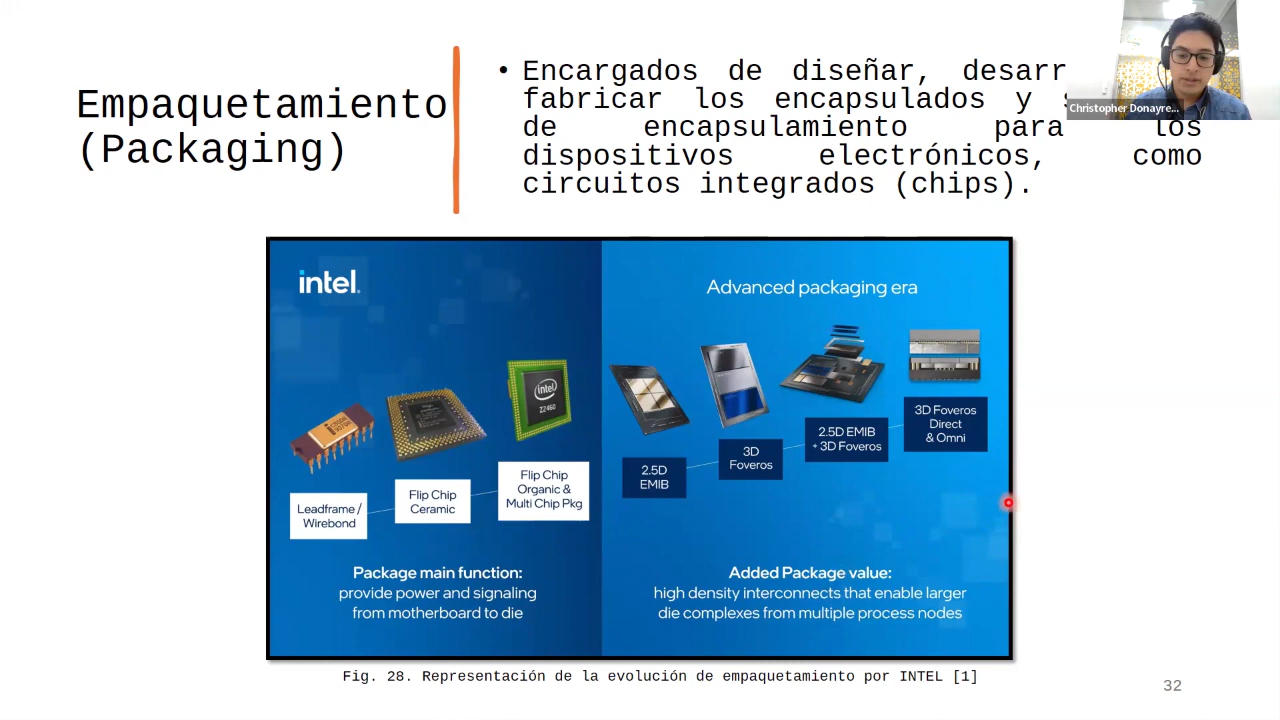 Empaquetamiento
(Packaging)
• Encargados de diseñar, desarr
fabricar los encapsulados y s
de encapsulamiento para los
dispositivos electrónicos, como
circuitos integrados (chips).
Christopher Donayre...
intel.
Advanced packaging era
intel
Z2460
Leadframe /
Wirebond
Flip Chip
Ceramic
Flip Chip
Organic &
Multi Chip Pkg
2.5D
EMIB
3D
Foveros
2.5D EMIB
+ 3D Foveros
3D Foveros
Direct
& Omni
Package main function:
provide power and signaling
from motherboard to die
Added Package value:
high density interconnects that enable larger
die complexes from multiple process nodes
Fig. 28. Representación de la evolución de empaquetamiento por INTEL [1]
32